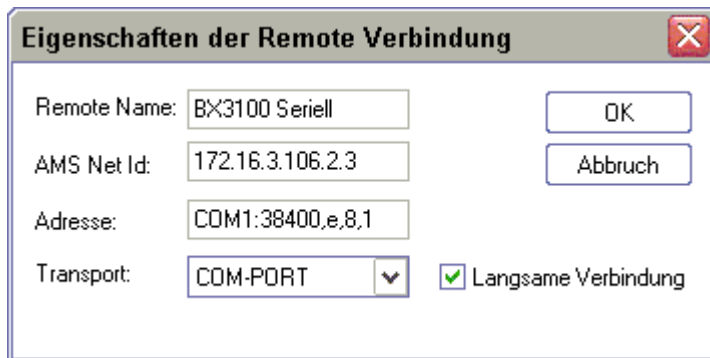 Eigenschaften der Remote Verbindung
Remote Name: BX3100 Seriell
OK
AMS Net Id: 172.16.3.106.2.3
Abbruch
Adresse: COM1:38400,e,8,1
Transport: COM-PORT
Langsame Verbindung